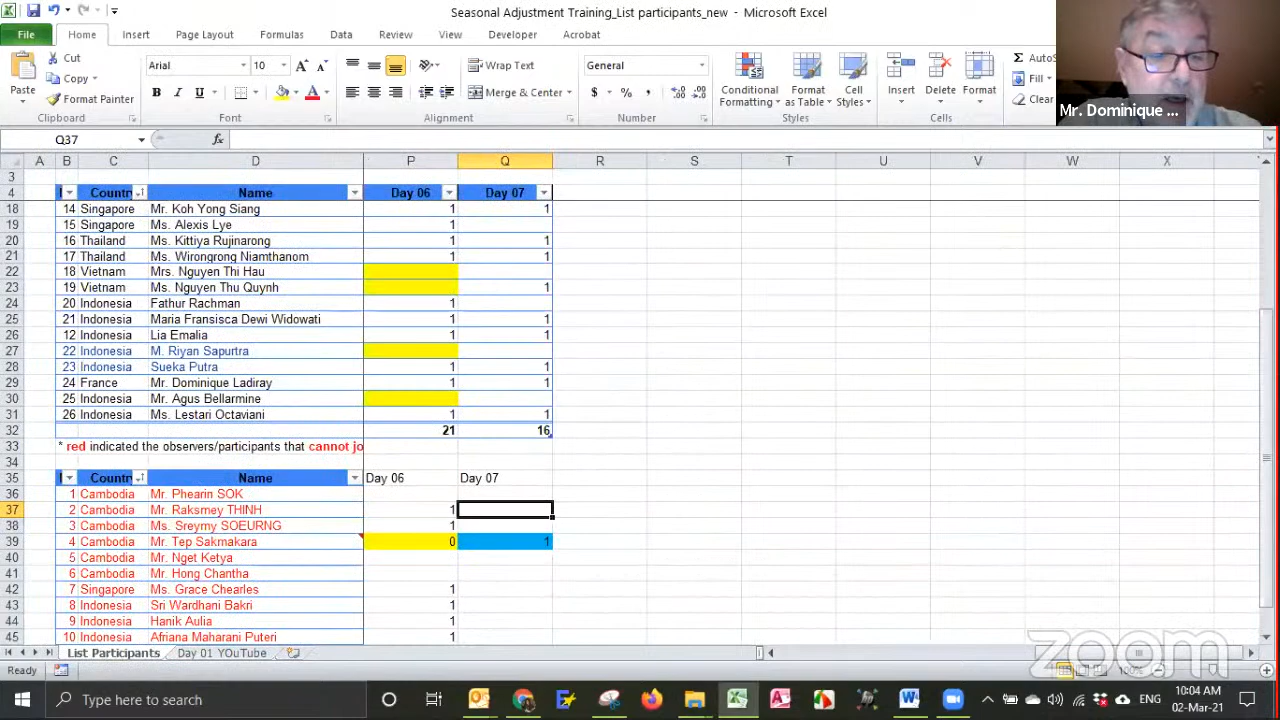 Seasonal Adjustment Training_List participants_new - Microsoft Excel
File Home Insert Page Layout Formulas Data Review View Developer Acrobat
Cut Arial 10 Wrap Text General AutoS
Paste Copy Conditional Formatting Format as Table Cell Styles Insert Delete Format Fill
Format Painter B I U Merge & Center $ % , Clear
Clipboard Font Alignment Number Styles Cells
Mr. Dominique ...
Q37 fx
A B C D P Q R S T U V W X
3
4 Country Name Day 06 Day 07
18 14 Singapore Mr. Koh Yong Siang 1 1
19 15 Singapore Ms. Alexis Lye 1
20 16 Thailand Ms. Kittiya Rujinarong 1 1
21 17 Thailand Ms. Wirongrong Niamthanom 1 1
22 18 Vietnam Mrs. Nguyen Thi Hau
23 19 Vietnam Ms. Nguyen Thu Quynh 1
24 20 Indonesia Fathur Rachman 1
25 21 Indonesia Maria Fransisca Dewi Widowati 1 1
26 12 Indonesia Lia Emalia 1 1
27 22 Indonesia M. Riyan Sapurtra
28 23 Indonesia Sueka Putra 1 1
29 24 France Mr. Dominique Ladiray 1 1
30 25 Indonesia Mr. Agus Bellarmine
31 26 Indonesia Ms. Lestari Octaviani 1 1
32 21 16
33 * red indicated the observers/participants that cannot jo
34
35 Country Name Day 06 Day 07
36 1 Cambodia Mr. Phearin SOK
37 2 Cambodia Mr. Raksmey THINH 1
38 3 Cambodia Ms. Sreymy SOEURNG 1
39 4 Cambodia Mr. Tep Sakmakara 0 1
40 5 Cambodia Mr. Nget Ketya
41 6 Cambodia Mr. Hong Chantha
42 7 Singapore Ms. Grace Chearles 1
43 8 Indonesia Sri Wardhani Bakri 1
44 9 Indonesia Hanik Aulia 1
45 10 Indonesia Afriana Maharani Puteri 1
List Participants Day 01 YOuTube
zoom
Ready 100%
Type here to search ENG 10:04 AM
02-Mar-21